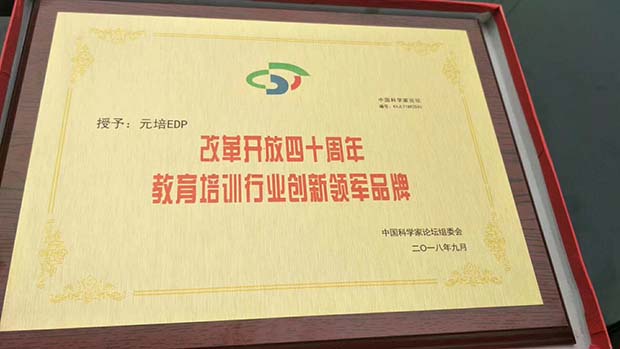 中国科学家论坛
授予：元培EDP
改革开放四十周年
教育培训行业创新领军品牌
中国科学家论坛组委会
二〇一八年九月